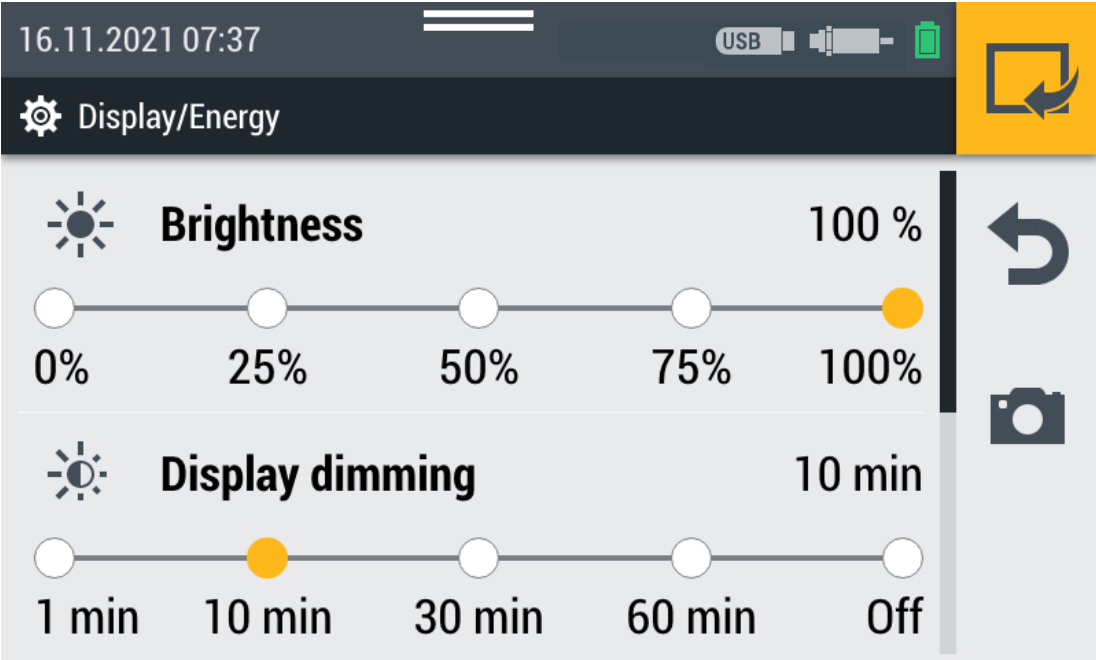 16.11.2021 07:37 USB
Display/Energy
Brightness 100 %
0% 25% 50% 75% 100%
Display dimming 10 min
1 min 10 min 30 min 60 min Off